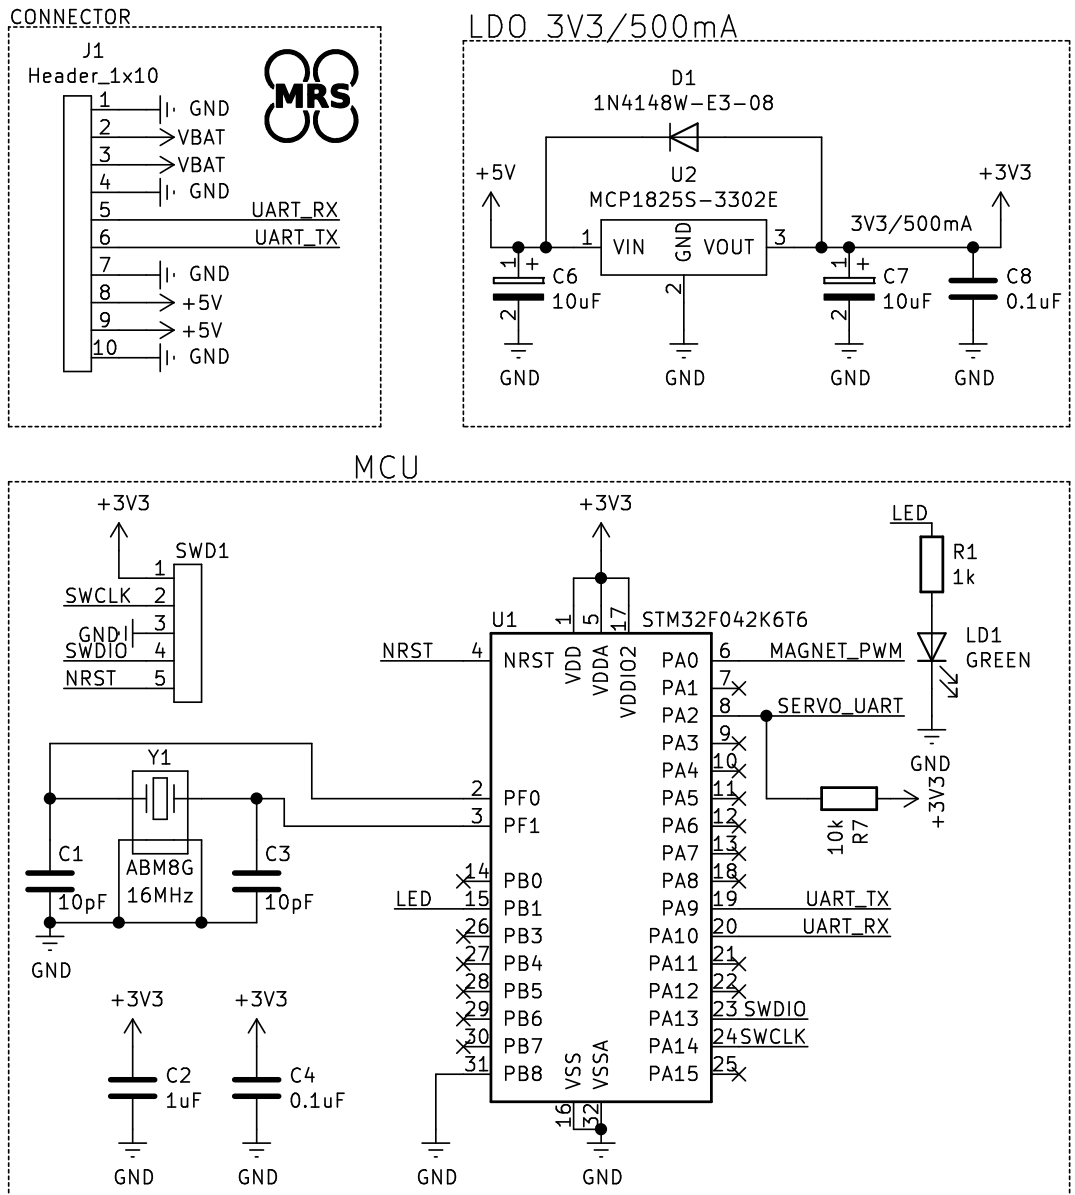 CONNECTOR
J1
Header_1x10
MRS
1 GND
2 VBAT
3 VBAT
4 GND
5 UART_RX
6 UART_TX
7 GND
8 +5V
9 +5V
10 GND
LDO 3V3/500mA
D1
1N4148W-E3-08
+5V
U2
+3V3
MCP1825S-3302E
3V3/500mA
1 VIN GND VOUT 3
2
1 + C6
10uF
2
1 + C7
10uF
2
C8
0.1uF
GND GND GND GND
MCU
+3V3
SWD1
1
SWCLK 2
GND 3
SWDIO 4
NRST 5
+3V3
LED
R1
1k
LD1
GREEN
GND
U1
STM32F042K6T6
1 5 17
VDD VDDA VDDIO2
NRST 4 NRST
2 PF0
3 PF1
14 PB0
LED 15 PB1
26 PB3
27 PB4
28 PB5
29 PB6
30 PB7
31 PB8
PA0 6 MAGNET_PWM
PA1 7
PA2 8 SERVO_UART
PA3 9
PA4 10
PA5 11
PA6 12
PA7 13
PA8 18
PA9 19 UART_TX
PA10 20 UART_RX
PA11 21
PA12 22
PA13 23 SWDIO
PA14 24 SWCLK
PA15 25
VSS VSSA
16 32
10k
R7
+3V3
Y1
ABM8G
16MHz
C1
10pF
C3
10pF
GND
+3V3
C2
1uF
GND
+3V3
C4
0.1uF
GND
GND
GND